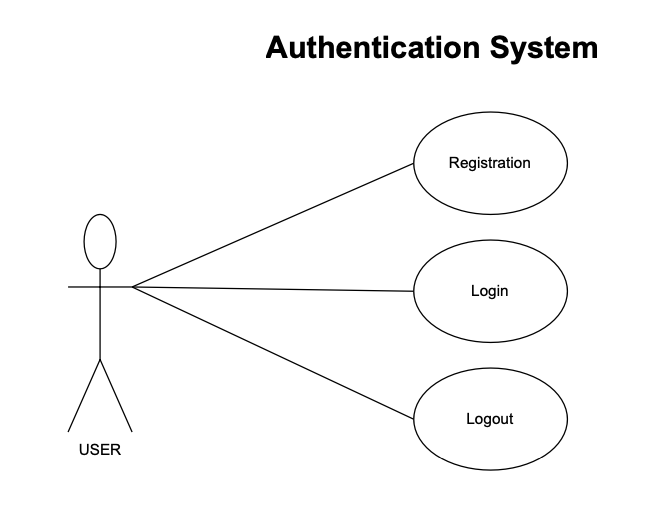 Authentication System
Registration
Login
Logout
USER